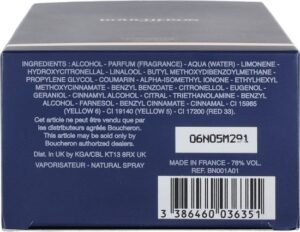 BOUCHERON
INGREDIENTS : ALCOHOL - PARFUM (FRAGRANCE) - AQUA (WATER) - LIMONENE -
HYDROXYCITRONELLAL - LINALOOL - BUTYL METHOXYDIBENZOYLMETHANE -
PROPYLENE GLYCOL - COUMARIN - ALPHA-ISOMETHYL IONONE - ETHYLHEXYL
METHOXYCINNAMATE - BENZYL BENZOATE - CITRONELLOL - EUGENOL -
GERANIOL - CINNAMYL ALCOHOL - CITRAL - TRIETHANOLAMINE - BENZYL
ALCOHOL - FARNESOL - BENZYL CINNAMATE - CINNAMAL - CI 15985
(YELLOW 6) - CI 19140 (YELLOW 5) - CI 17200 (RED 33).
Cet article ne peut être vendu que par
les distributeurs agréés Boucheron.
This article may be sold only by
Boucheron authorized dealers.
Dist. in UK by KGA/CBL KT13 8RX UK
VAPORISATEUR - NATURAL SPRAY
06N05M291
MADE IN FRANCE - 78% VOL.
REF. BN001A01
3 386460 036351